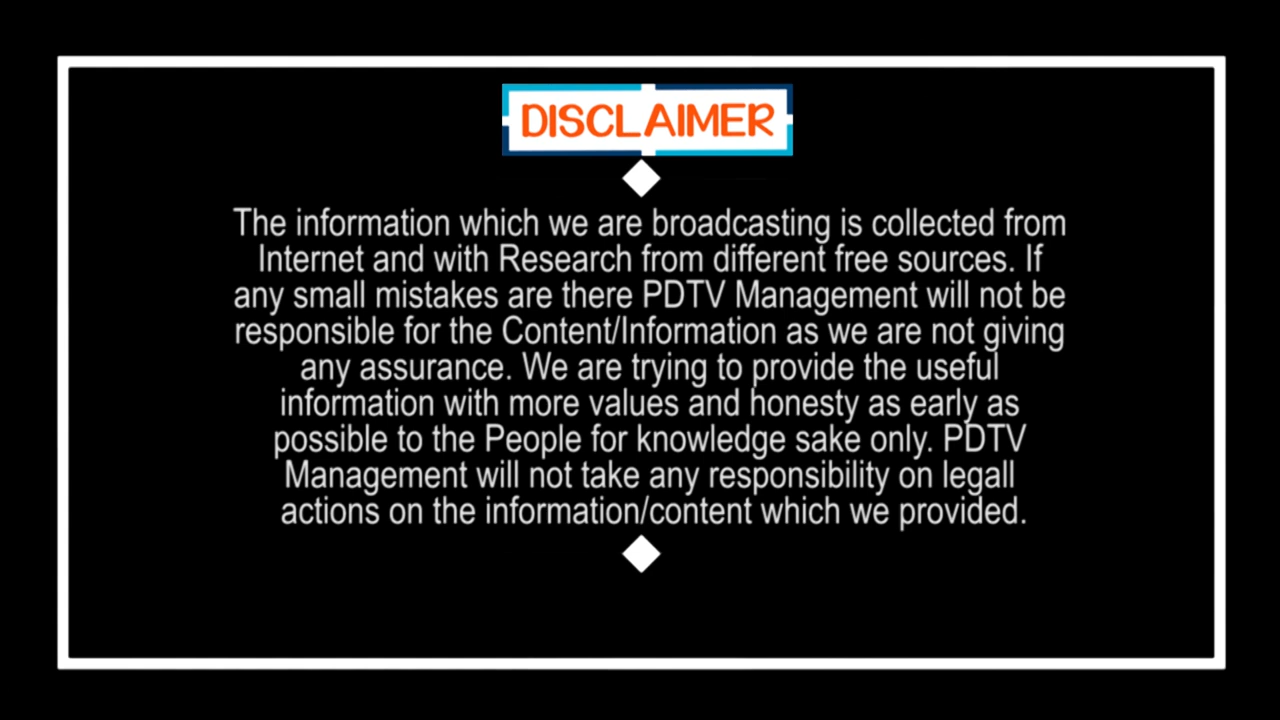 DISCLAIMER
The information which we are broadcasting is collected from
Internet and with Research from different free sources. If
any small mistakes are there PDTV Management will not be
responsible for the Content/Information as we are not giving
any assurance. We are trying to provide the useful
information with more values and honesty as early as
possible to the People for knowledge sake only. PDTV
Management will not take any responsibility on legall
actions on the information/content which we provided.